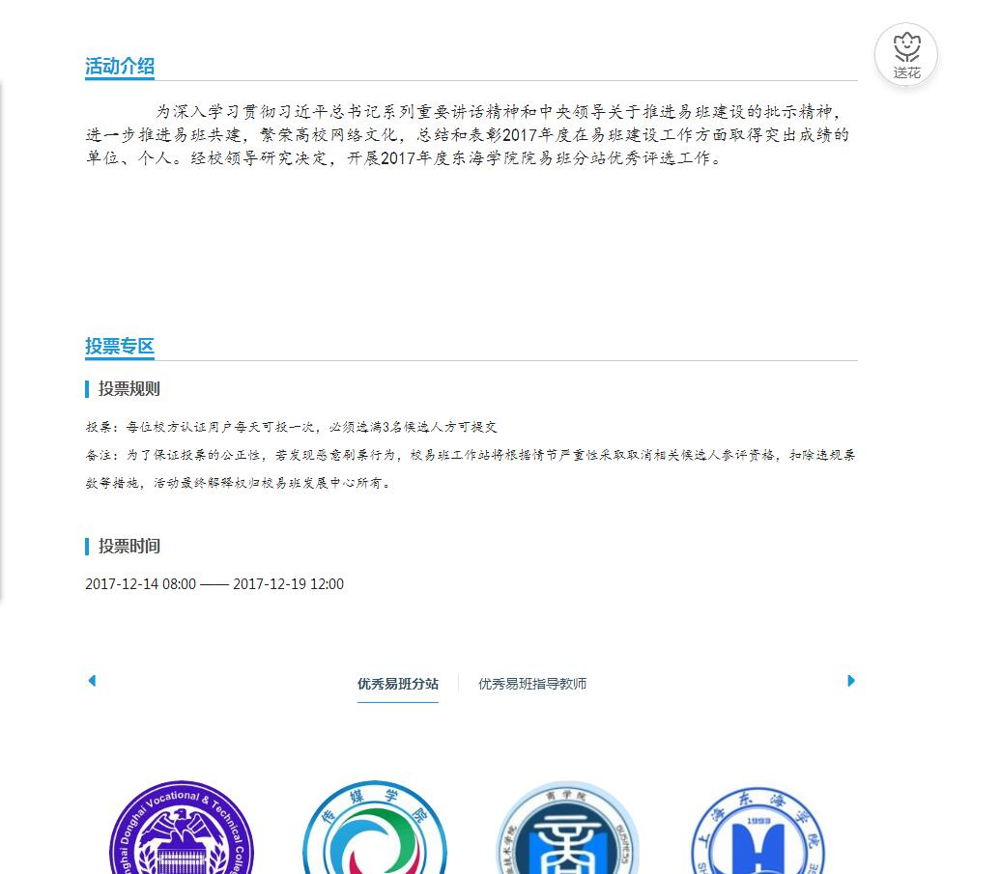 送花
活动介绍
为深入学习贯彻习近平总书记系列重要讲话精神和中央领导关于推进易班建设的批示精神，
进一步推进易班共建，繁荣高校网络文化，总结和表彰2017年度在易班建设工作方面取得突出成绩的
单位、个人。经校领导研究决定，开展2017年度东海学院院易班分站优秀评选工作。
投票专区
投票规则
投票：每位校方认证用户每天可投一次，必须选满3名候选人方可提交
备注：为了保证投票的公正性，若发现恶意刷票行为，校易班工作站将根据情节严重性采取取消相关候选人参评资格，扣除违规票
数等措施，活动最终解释权归校易班发展中心所有。
投票时间
2017-12-14 08:00 —— 2017-12-19 12:00
优秀易班分站 优秀易班指导教师
Donghai Vocational & Technical
传媒学院
商学院
BUSINESS
上海东海学院
1993